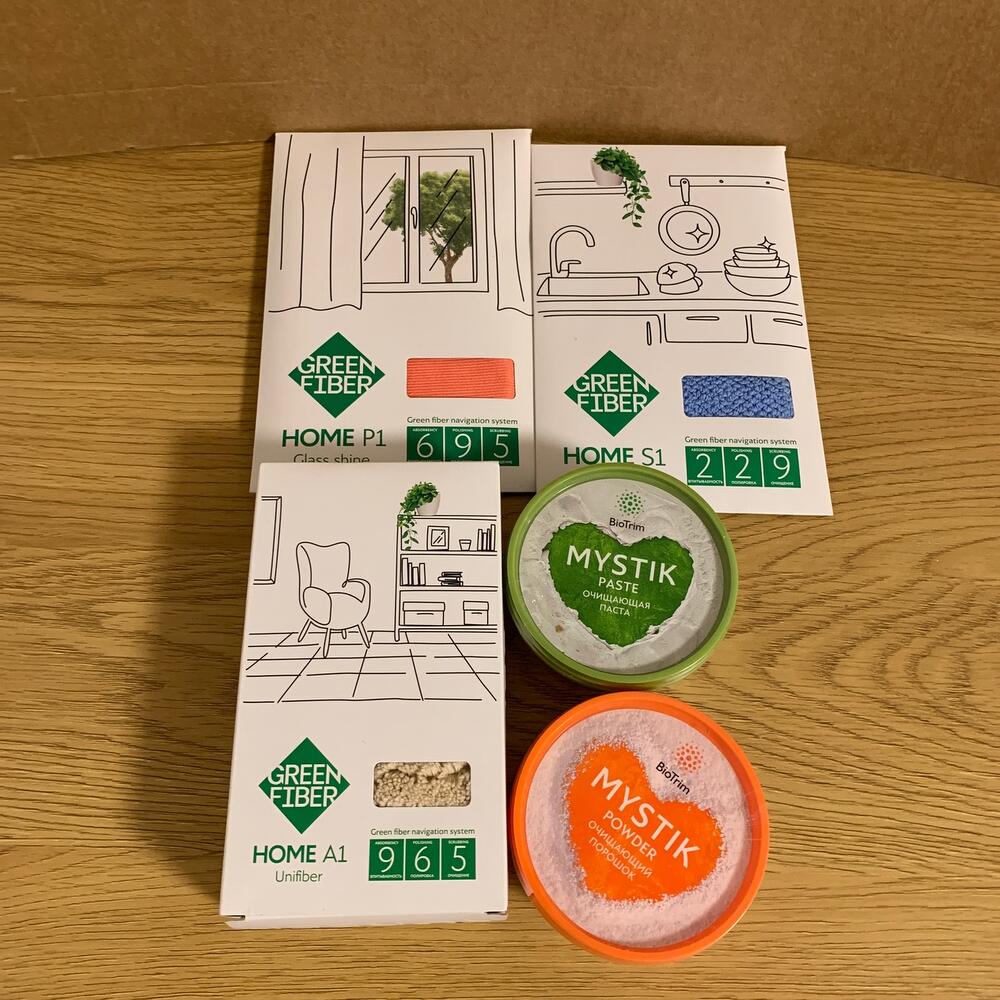 GREEN
FIBER
HOME P1
Glass shine
Green fiber navigation system
ABSORBENCY POLISHING SCRUBBING
6 9 5
GREEN
FIBER
HOME S1
Green fiber navigation system
ABSORBENCY POLISHING SCRUBBING
2 2 9
ВПИТЫВАЕМОСТЬ ПОЛИРОВКА ОЧИЩЕНИЕ
BioTrim
MYSTIK
PASTE
ОЧИЩАЮЩАЯ
ПАСТА
GREEN
FIBER
HOME A1
Unifiber
Green fiber navigation system
ABSORBENCY POLISHING SCRUBBING
9 6 5
ВПИТЫВАЕМОСТЬ ПОЛИРОВКА ОЧИЩЕНИЕ
BioTrim
MYSTIK
POWDER
ОЧИЩАЮЩИЙ
ПОРОШОК